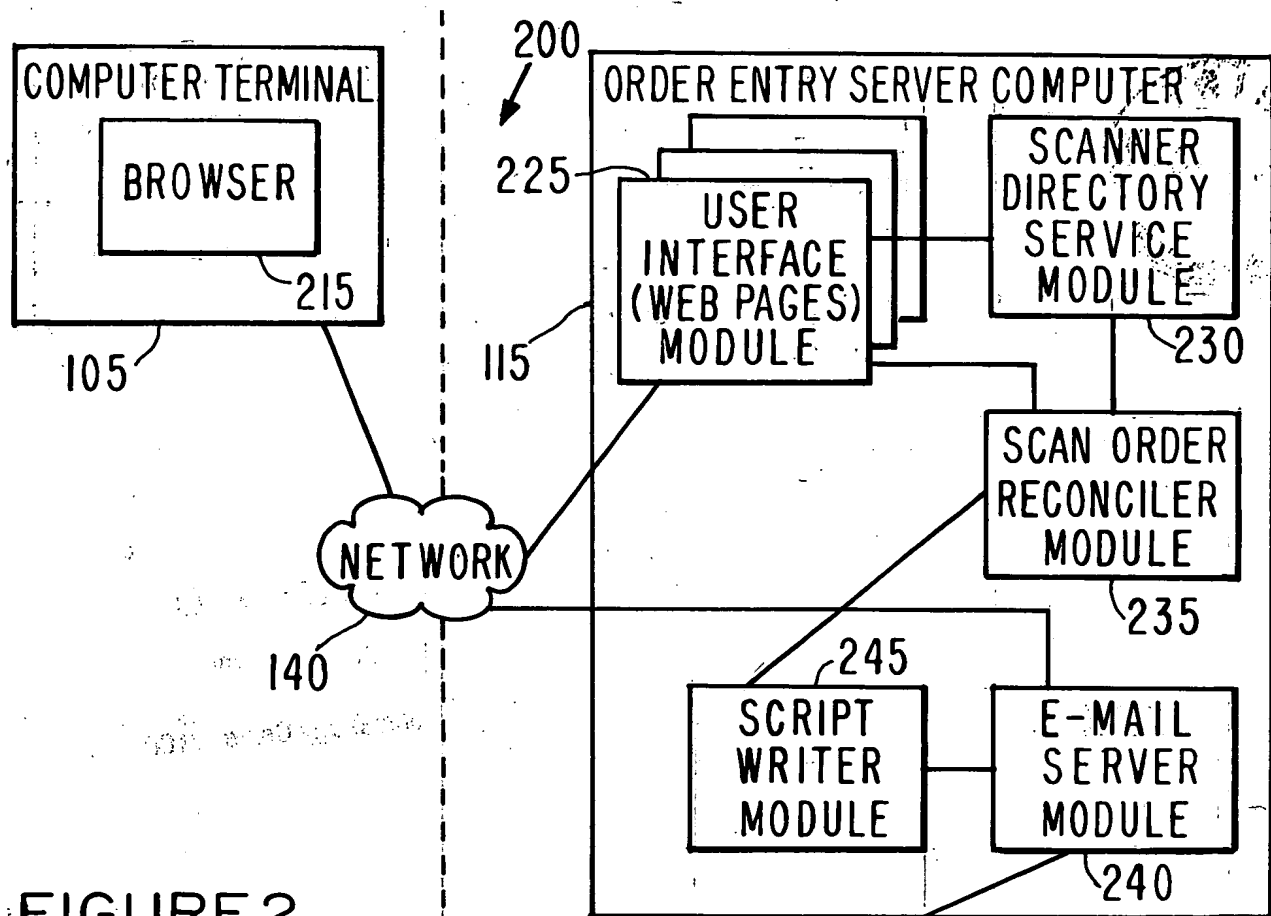 COMPUTER TERMINAL
BROWSER
215
105
200
ORDER ENTRY SERVER COMPUTER
225
USER
INTERFACE
(WEB PAGES)
MODULE
115
SCANNER
DIRECTORY
SERVICE
MODULE
230
SCAN ORDER
RECONCILER
MODULE
235
NETWORK
140
245
SCRIPT
WRITER
MODULE
E-MAIL
SERVER
MODULE
240
FIGURE 2